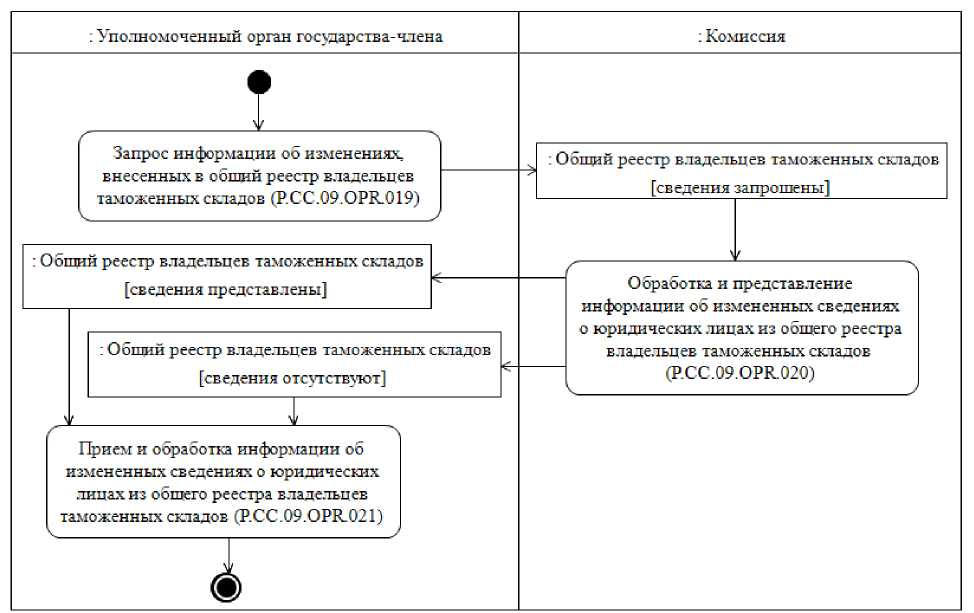 : Уполномоченный орган государства-члена
: Комиссия
Запрос информации об изменениях,
внесенных в общий реестр владельцев
таможенных складов (P.CC.09.OPR.019)
: Общий реестр владельцев таможенных складов
[сведения запрошены]
: Общий реестр владельцев таможенных складов
[сведения представлены]
Обработка и представление
информации об измененных сведениях
о юридических лицах из общего реестра
владельцев таможенных складов
(P.CC.09.OPR.020)
: Общий реестр владельцев таможенных складов
[сведения отсутствуют]
Прием и обработка информации об
измененных сведениях о юридических
лицах из общего реестра владельцев
таможенных складов (P.CC.09.OPR.021)